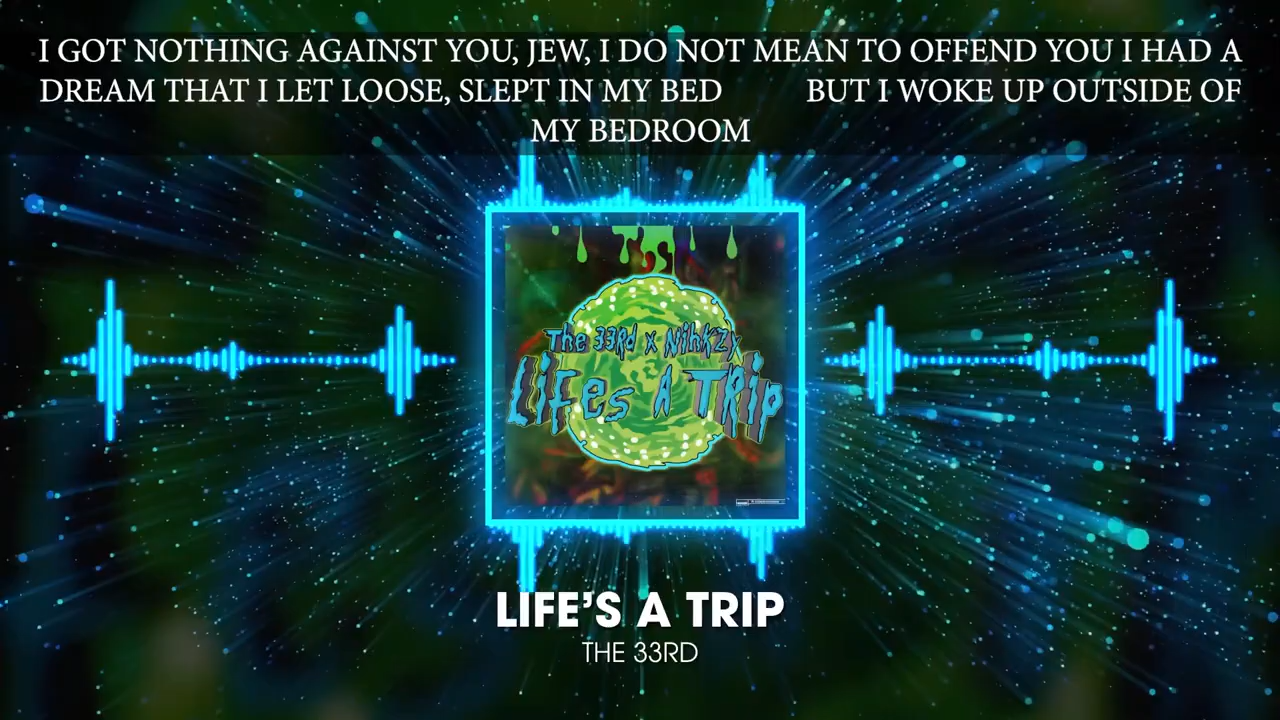 I GOT NOTHING AGAINST YOU, JEW, I DO NOT MEAN TO OFFEND YOU I HAD A
DREAM THAT I LET LOOSE, SLEPT IN MY BED BUT I WOKE UP OUTSIDE OF
MY BEDROOM
The 33Rd x NihKZy
LiFes A TRip
LIFE'S A TRIP
THE 33RD